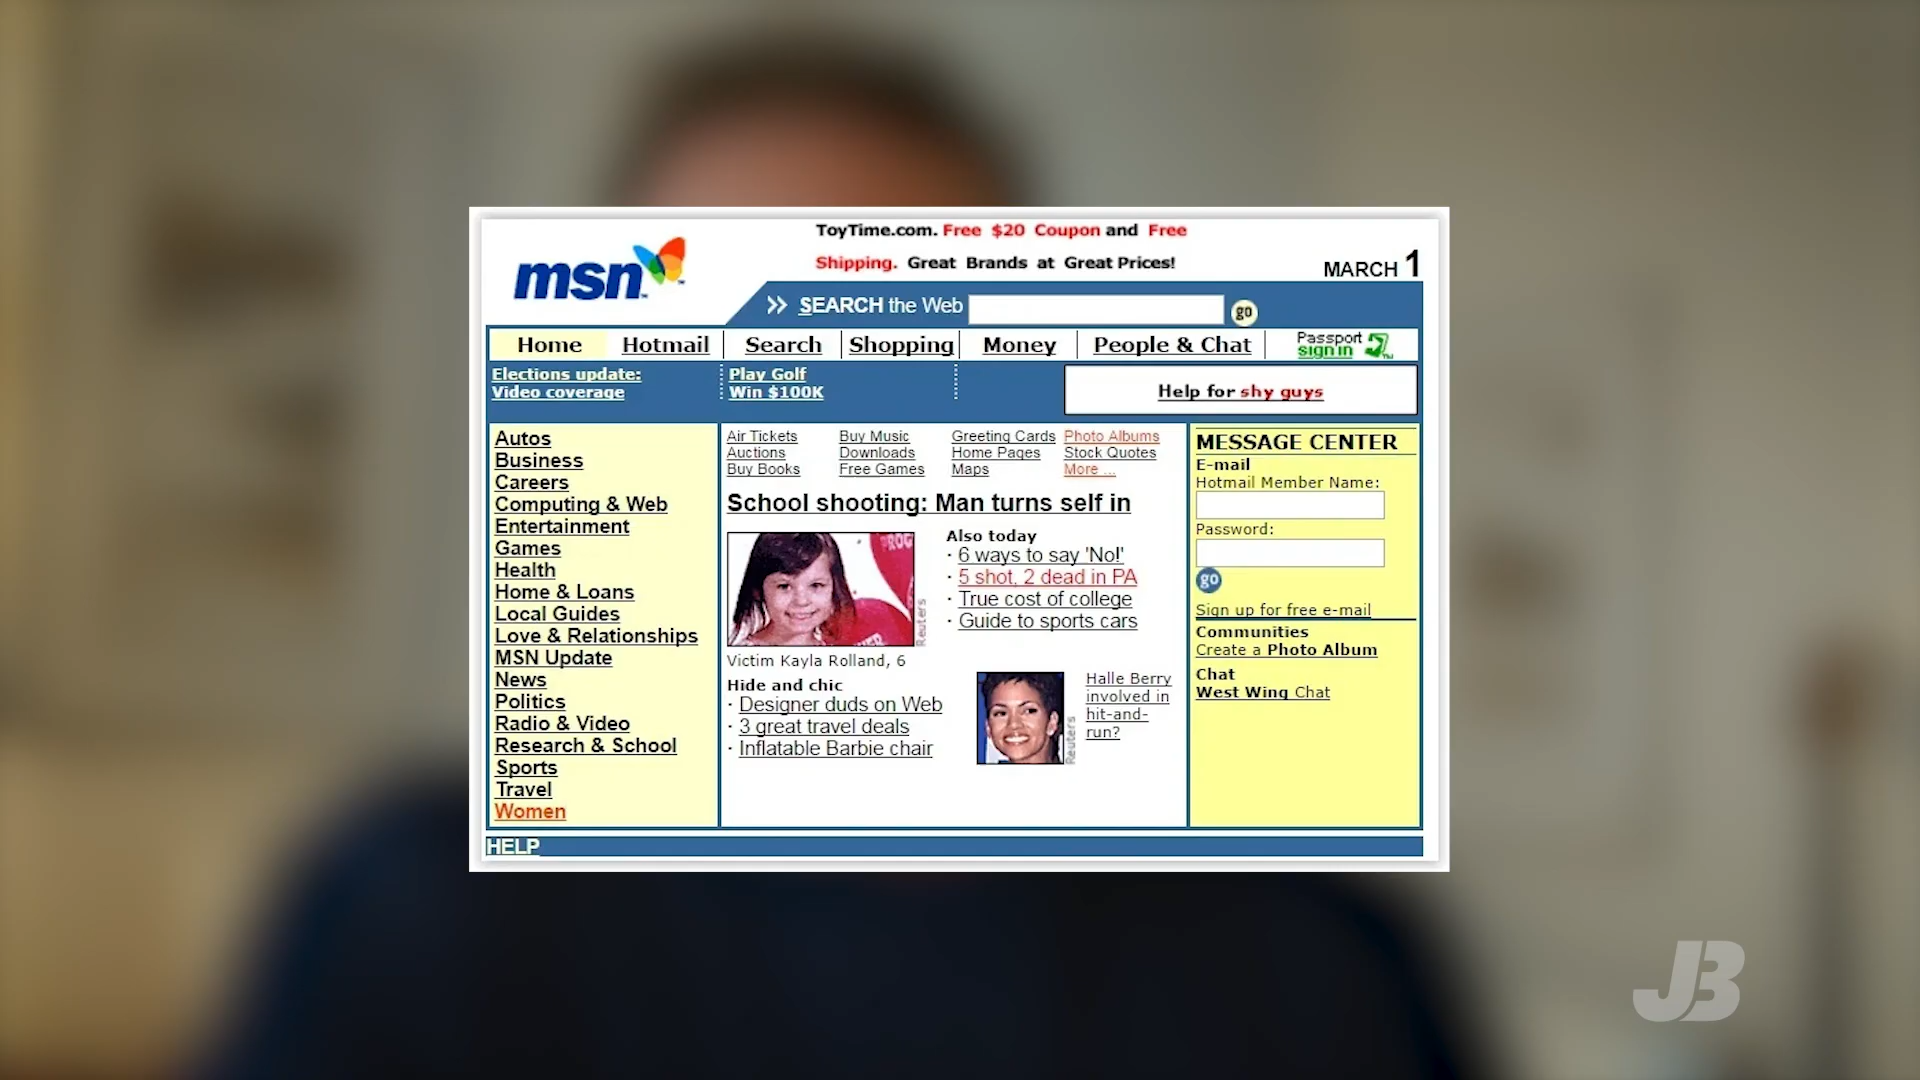 ToyTime.com. Free $20 Coupon and Free
Shipping. Great Brands at Great Prices!
msn
MARCH 1
SEARCH the Web
go
Home
Hotmail
Search
Shopping
Money
People & Chat
Passport
sign in
Elections update:
Video coverage
Play Golf
Win $100K
Help for shy guys
Autos
Business
Careers
Computing & Web
Entertainment
Games
Health
Home & Loans
Local Guides
Love & Relationships
MSN Update
News
Politics
Radio & Video
Research & School
Sports
Travel
Women
Air Tickets
Auctions
Buy Books
Buy Music
Downloads
Free Games
Greeting Cards
Home Pages
Maps
Photo Albums
Stock Quotes
More ...
School shooting: Man turns self in
PROG
NER
Reuters
Victim Kayla Rolland, 6
Also today
· 6 ways to say 'No!'
· 5 shot, 2 dead in PA
· True cost of college
· Guide to sports cars
Hide and chic
· Designer duds on Web
· 3 great travel deals
· Inflatable Barbie chair
Reuters
Halle Berry
involved in
hit-and-
run?
MESSAGE CENTER
E-mail
Hotmail Member Name:
Password:
go
Sign up for free e-mail
Communities
Create a Photo Album
Chat
West Wing Chat
HELP
JB